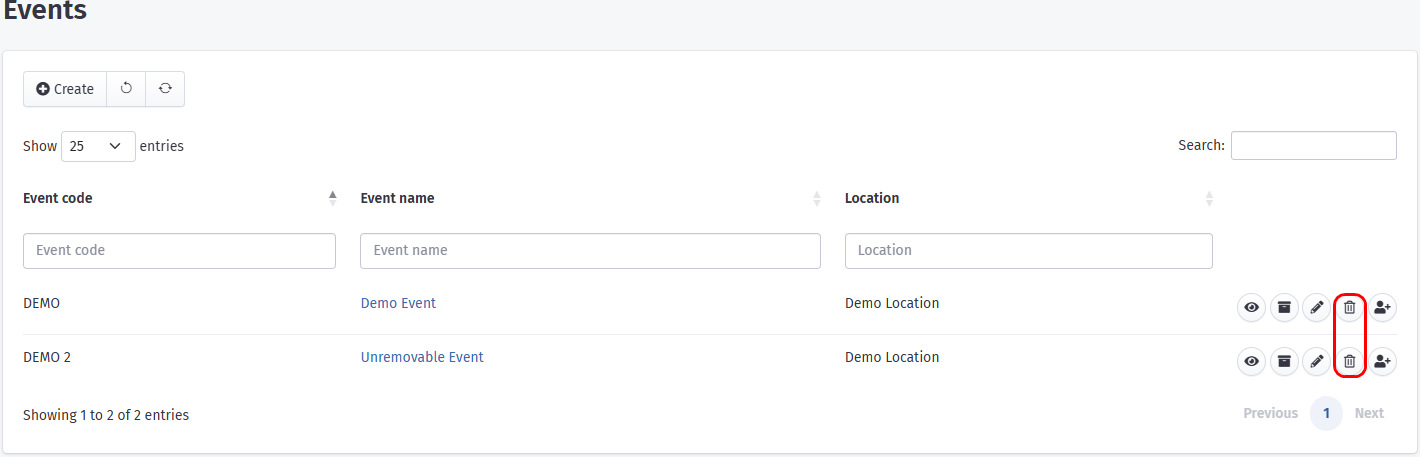 Events
Create
Show 25 entries
Search:
Event code Event name Location
Event code Event name Location
DEMO Demo Event Demo Location
DEMO 2 Unremovable Event Demo Location
Showing 1 to 2 of 2 entries
Previous 1 Next